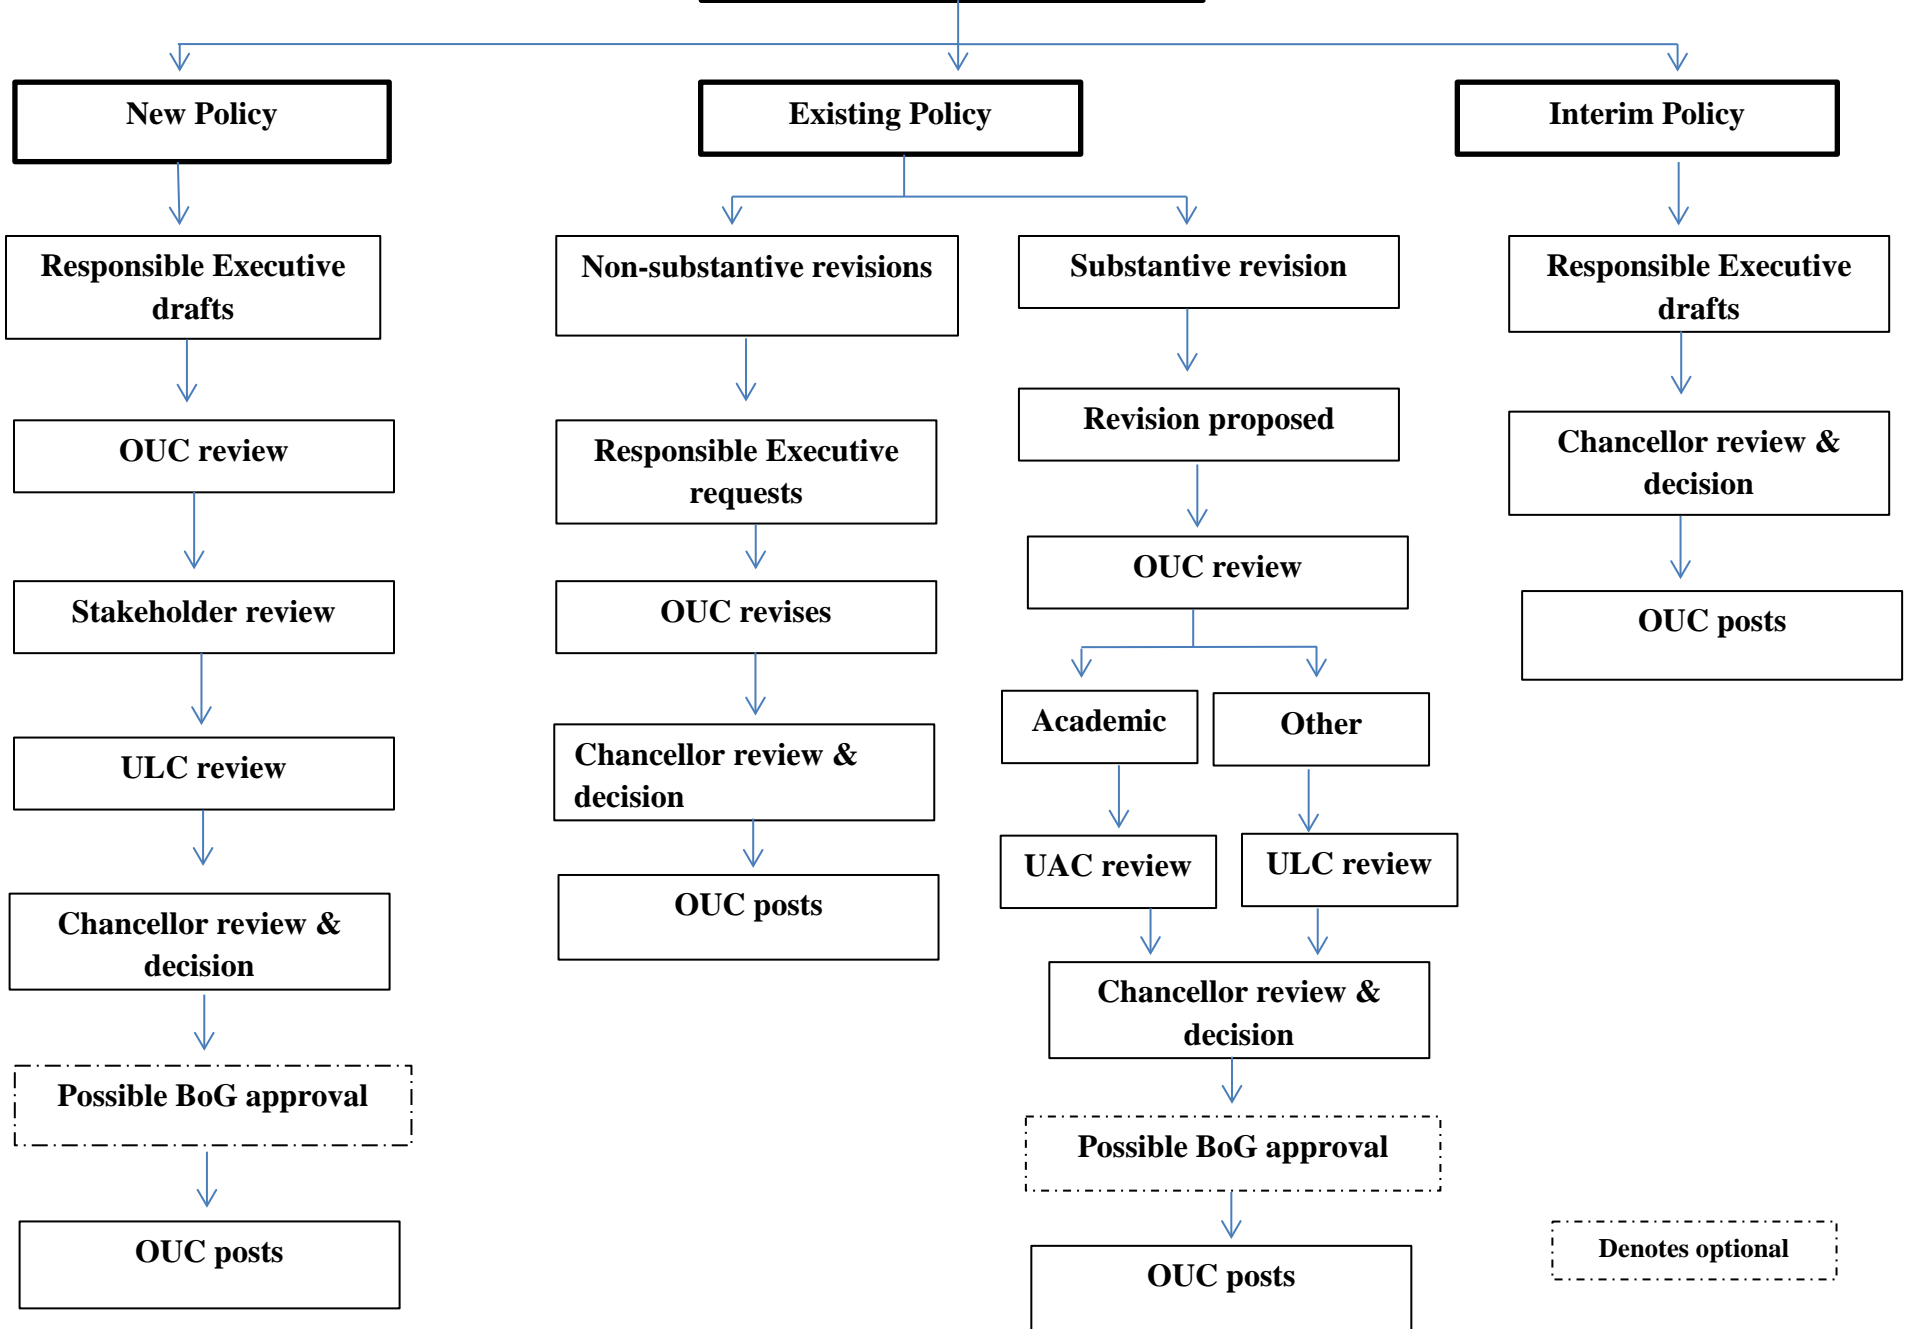 New Policy
Existing Policy
Interim Policy
Responsible Executive
drafts
Non-substantive revisions
Substantive revision
Responsible Executive
drafts
OUC review
Responsible Executive
requests
Revision proposed
Chancellor review &
decision
Stakeholder review
OUC revises
OUC review
OUC posts
ULC review
Chancellor review &
decision
Academic
Other
UAC review
ULC review
Chancellor review &
decision
OUC posts
Chancellor review &
decision
Possible BoG approval
Possible BoG approval
OUC posts
OUC posts
Denotes optional